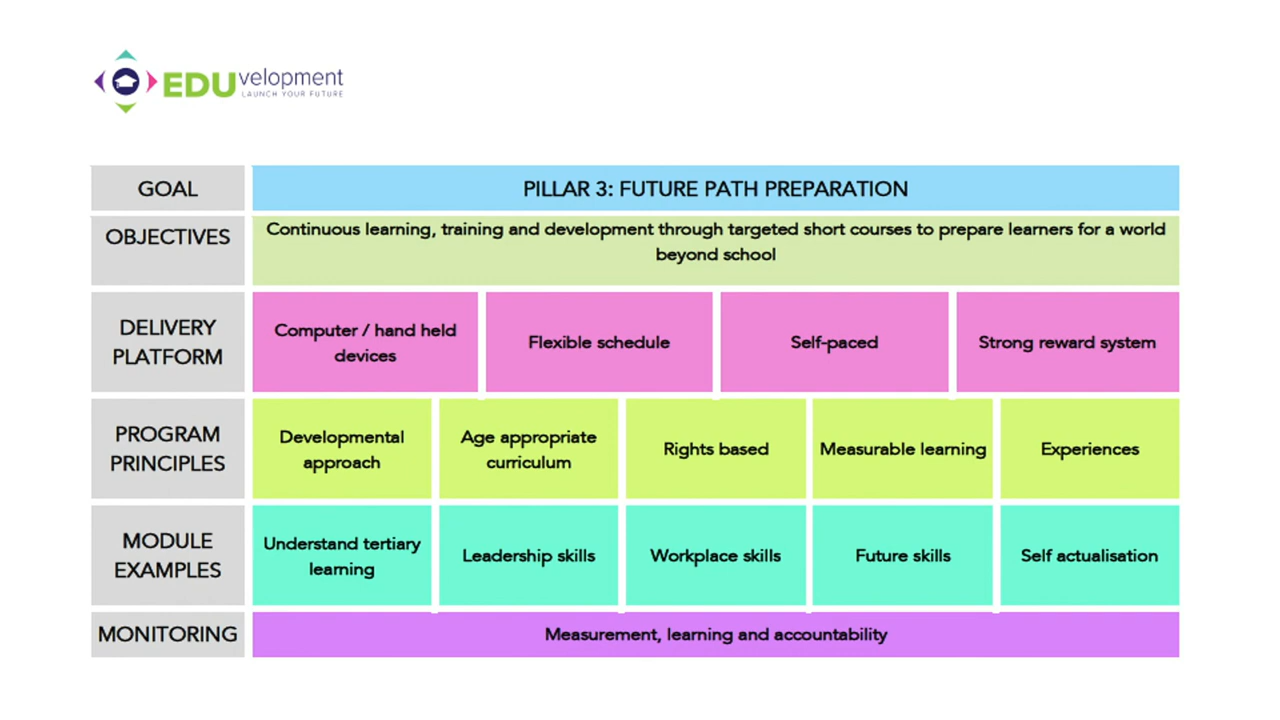 EDUvelopment
LAUNCH YOUR FUTURE
GOAL
PILLAR 3: FUTURE PATH PREPARATION
OBJECTIVES
Continuous learning, training and development through targeted short courses to prepare learners for a world
beyond school
DELIVERY
PLATFORM
Computer / hand held
devices
Flexible schedule
Self-paced
Strong reward system
PROGRAM
PRINCIPLES
Developmental
approach
Age appropriate
curriculum
Rights based
Measurable learning
Experiences
MODULE
EXAMPLES
Understand tertiary
learning
Leadership skills
Workplace skills
Future skills
Self actualisation
MONITORING
Measurement, learning and accountability